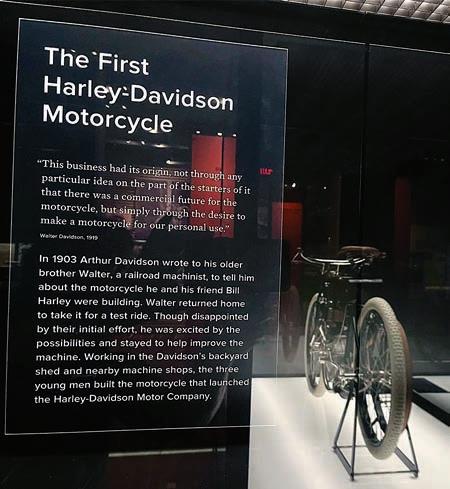 The First
Harley-Davidson
Motorcycle
“This business had its origin, not through any
particular idea on the part of the starters of it
that there was a commercial future for the
motorcycle, but simply through the desire to
make a motorcycle for our personal use.”
Walter Davidson, 1919
In 1903 Arthur Davidson wrote to his older
brother Walter, a railroad machinist, to tell him
about the motorcycle he and his friend Bill
Harley were building. Walter returned home
to take it for a test ride. Though disappointed
by their initial effort, he was excited by the
possibilities and stayed to help improve the
machine. Working in the Davidson's backyard
shed and nearby machine shops, the three
young men built the motorcycle that launched
the Harley-Davidson Motor Company.